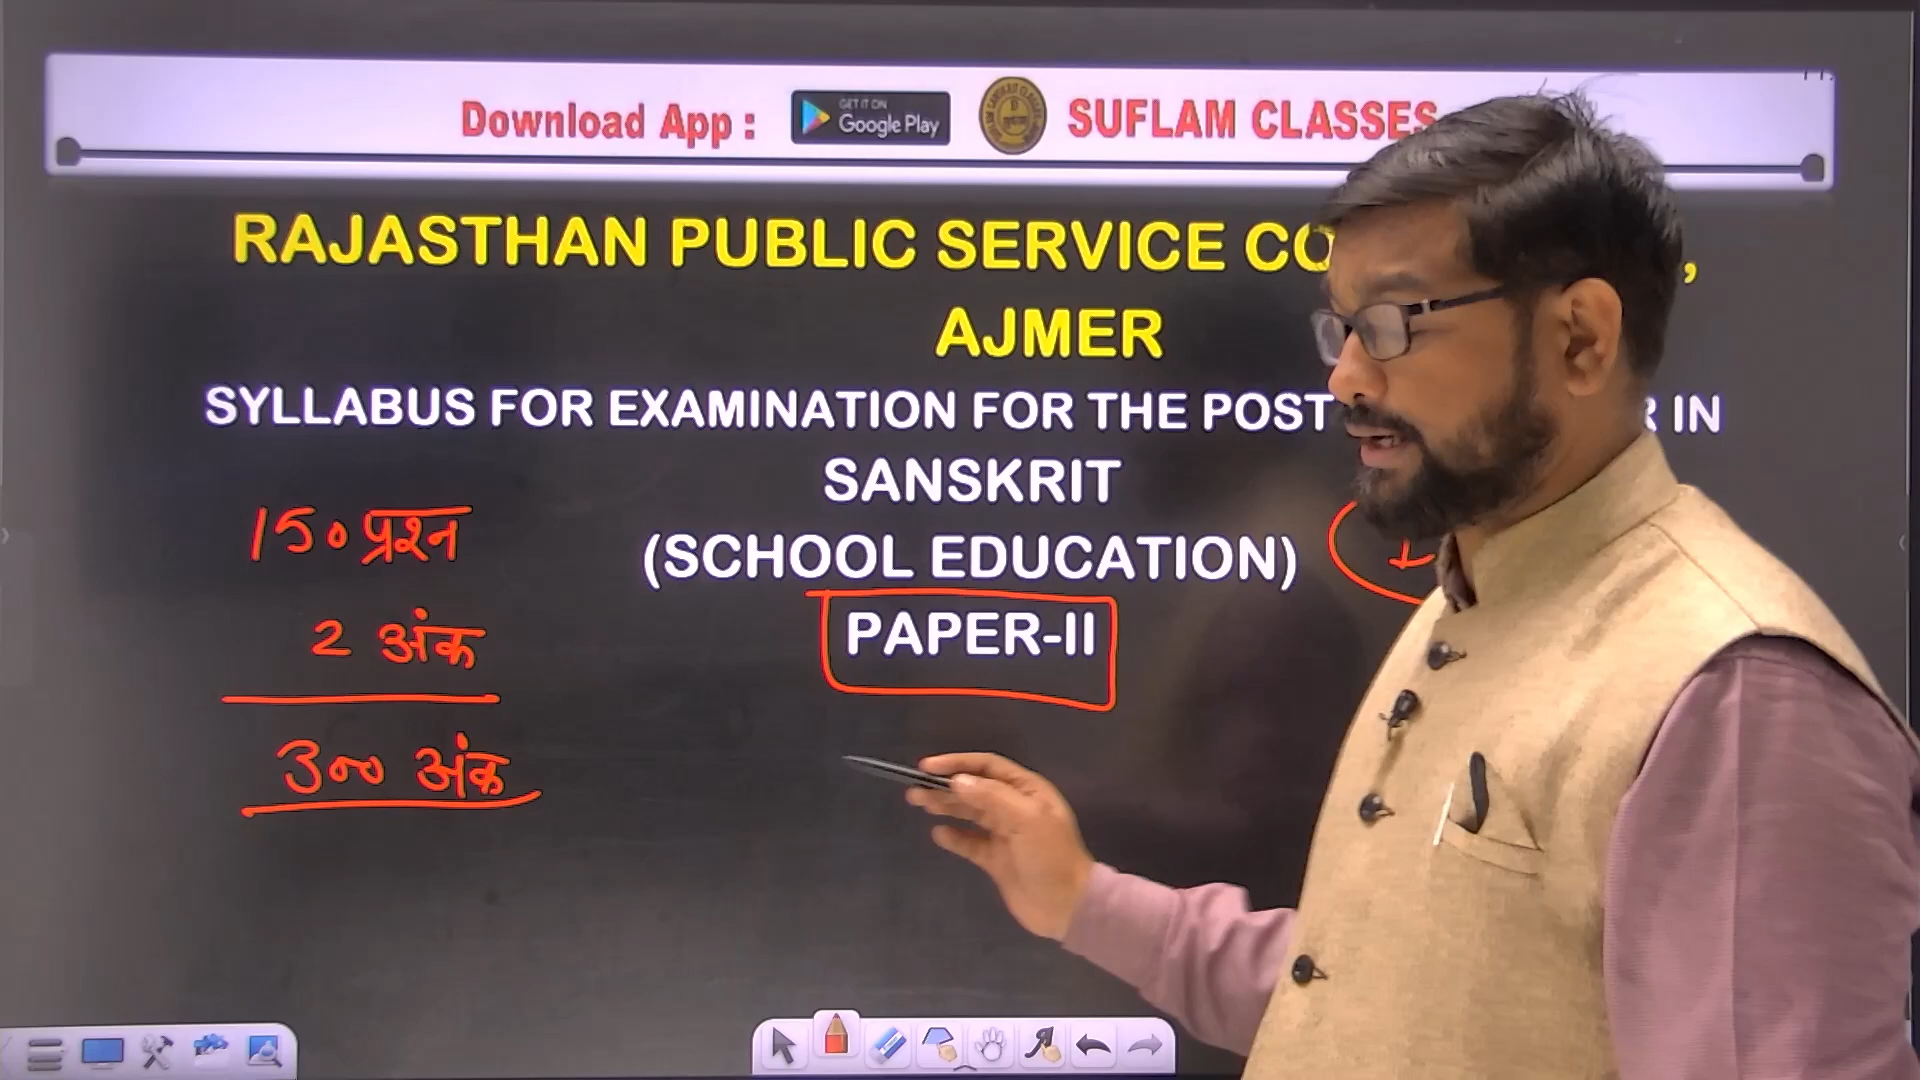 Download App : GET IT ON Google Play SUFLAM CLASSES
RAJASTHAN PUBLIC SERVICE CO ,
AJMER
SYLLABUS FOR EXAMINATION FOR THE POST R IN
SANSKRIT
(SCHOOL EDUCATION)
PAPER-II
150 प्रश्न
2 अंक
300 अंक